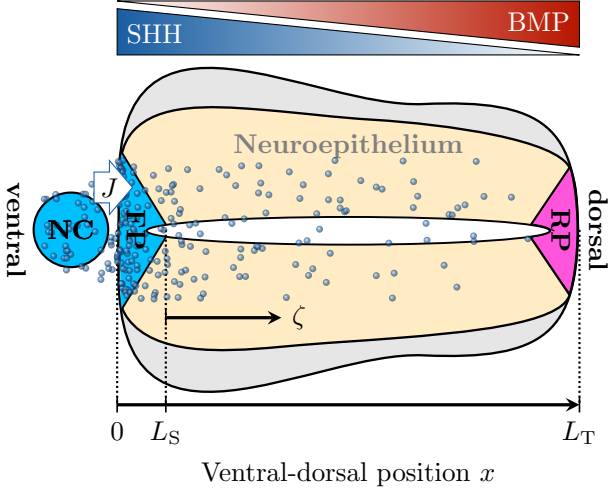 SHH
BMP
Neuroepithelium
ventral
NC
J
FP
RP
dorsal
ζ
0
L_S
L_T
Ventral-dorsal position x